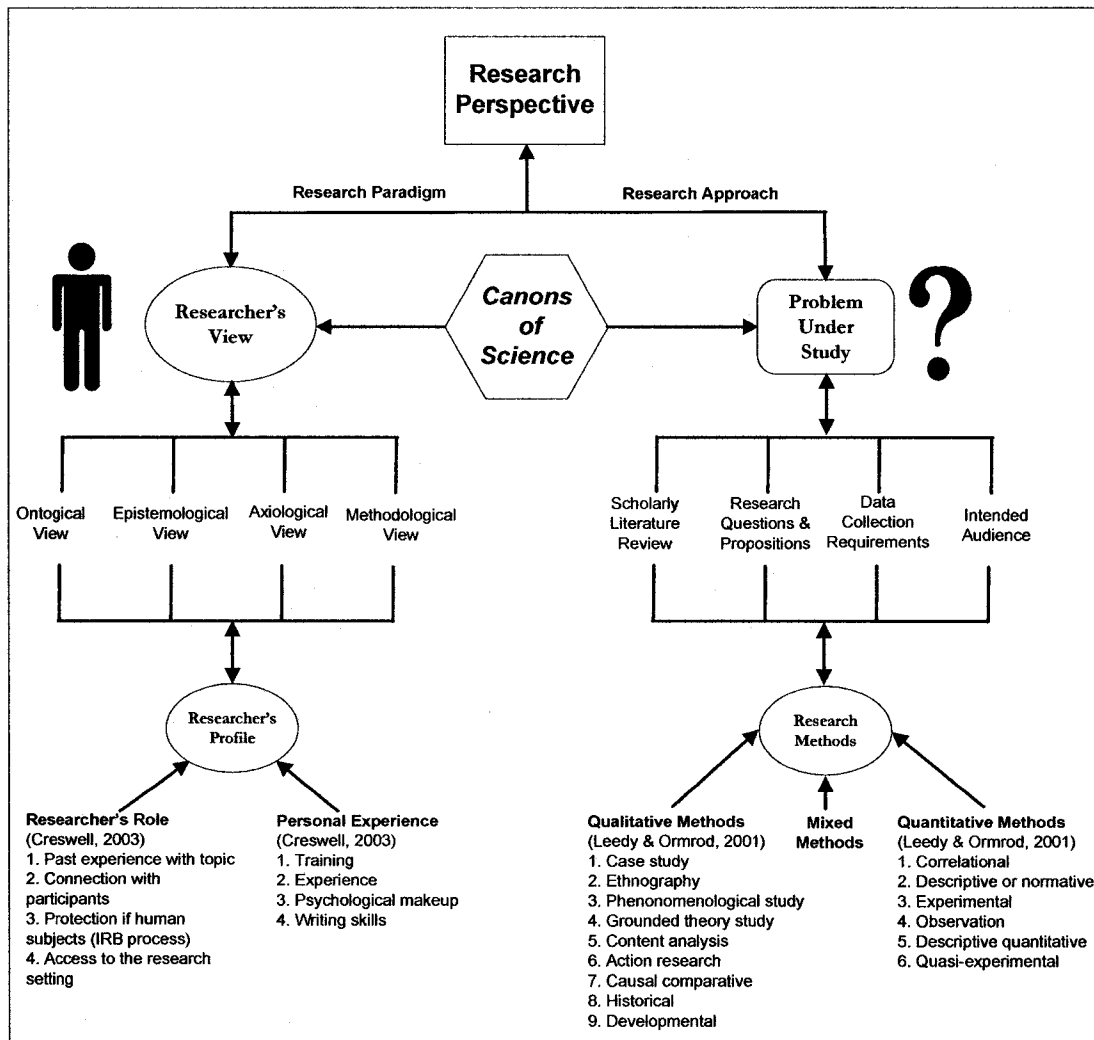 Research
Perspective
Research Paradigm
Research Approach
Researcher's
View
Canons
of
Science
Problem
Under
Study
?
Ontogical
View
Epistemological
View
Axiological
View
Methodological
View
Scholarly
Literature
Review
Research
Questions &
Propositions
Data
Collection
Requirements
Intended
Audience
Researcher's
Profile
Research
Methods
Researcher's Role
(Creswell, 2003)
1. Past experience with topic
2. Connection with
participants
3. Protection if human
subjects (IRB process)
4. Access to the research
setting
Personal Experience
(Creswell, 2003)
1. Training
2. Experience
3. Psychological makeup
4. Writing skills
Qualitative Methods
(Leedy & Ormrod, 2001)
1. Case study
2. Ethnography
3. Phenonomenological study
4. Grounded theory study
5. Content analysis
6. Action research
7. Causal comparative
8. Historical
9. Developmental
Mixed
Methods
Quantitative Methods
(Leedy & Ormrod, 2001)
1. Correlational
2. Descriptive or normative
3. Experimental
4. Observation
5. Descriptive quantitative
6. Quasi-experimental